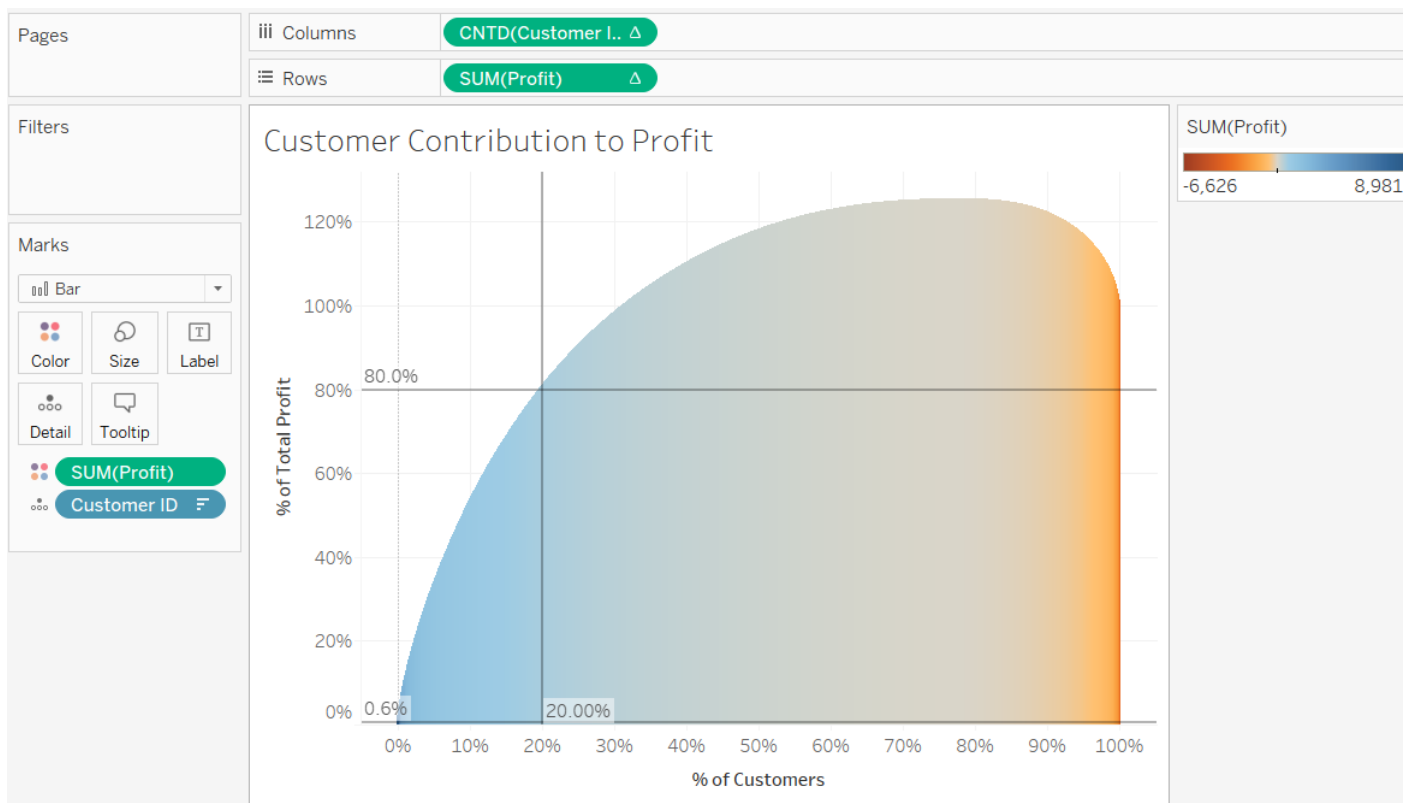 Pages
Columns
CNTD(Customer I.. Δ
Rows
SUM(Profit) Δ
Filters
Marks
Bar
Color
Size
T
Label
Detail
Tooltip
SUM(Profit)
Customer ID
Customer Contribution to Profit
120%
100%
80%
60%
40%
20%
0%
80.0%
0.6%
20.00%
% of Total Profit
0%
10%
20%
30%
40%
50%
60%
70%
80%
90%
100%
% of Customers
SUM(Profit)
-6,626
8,981